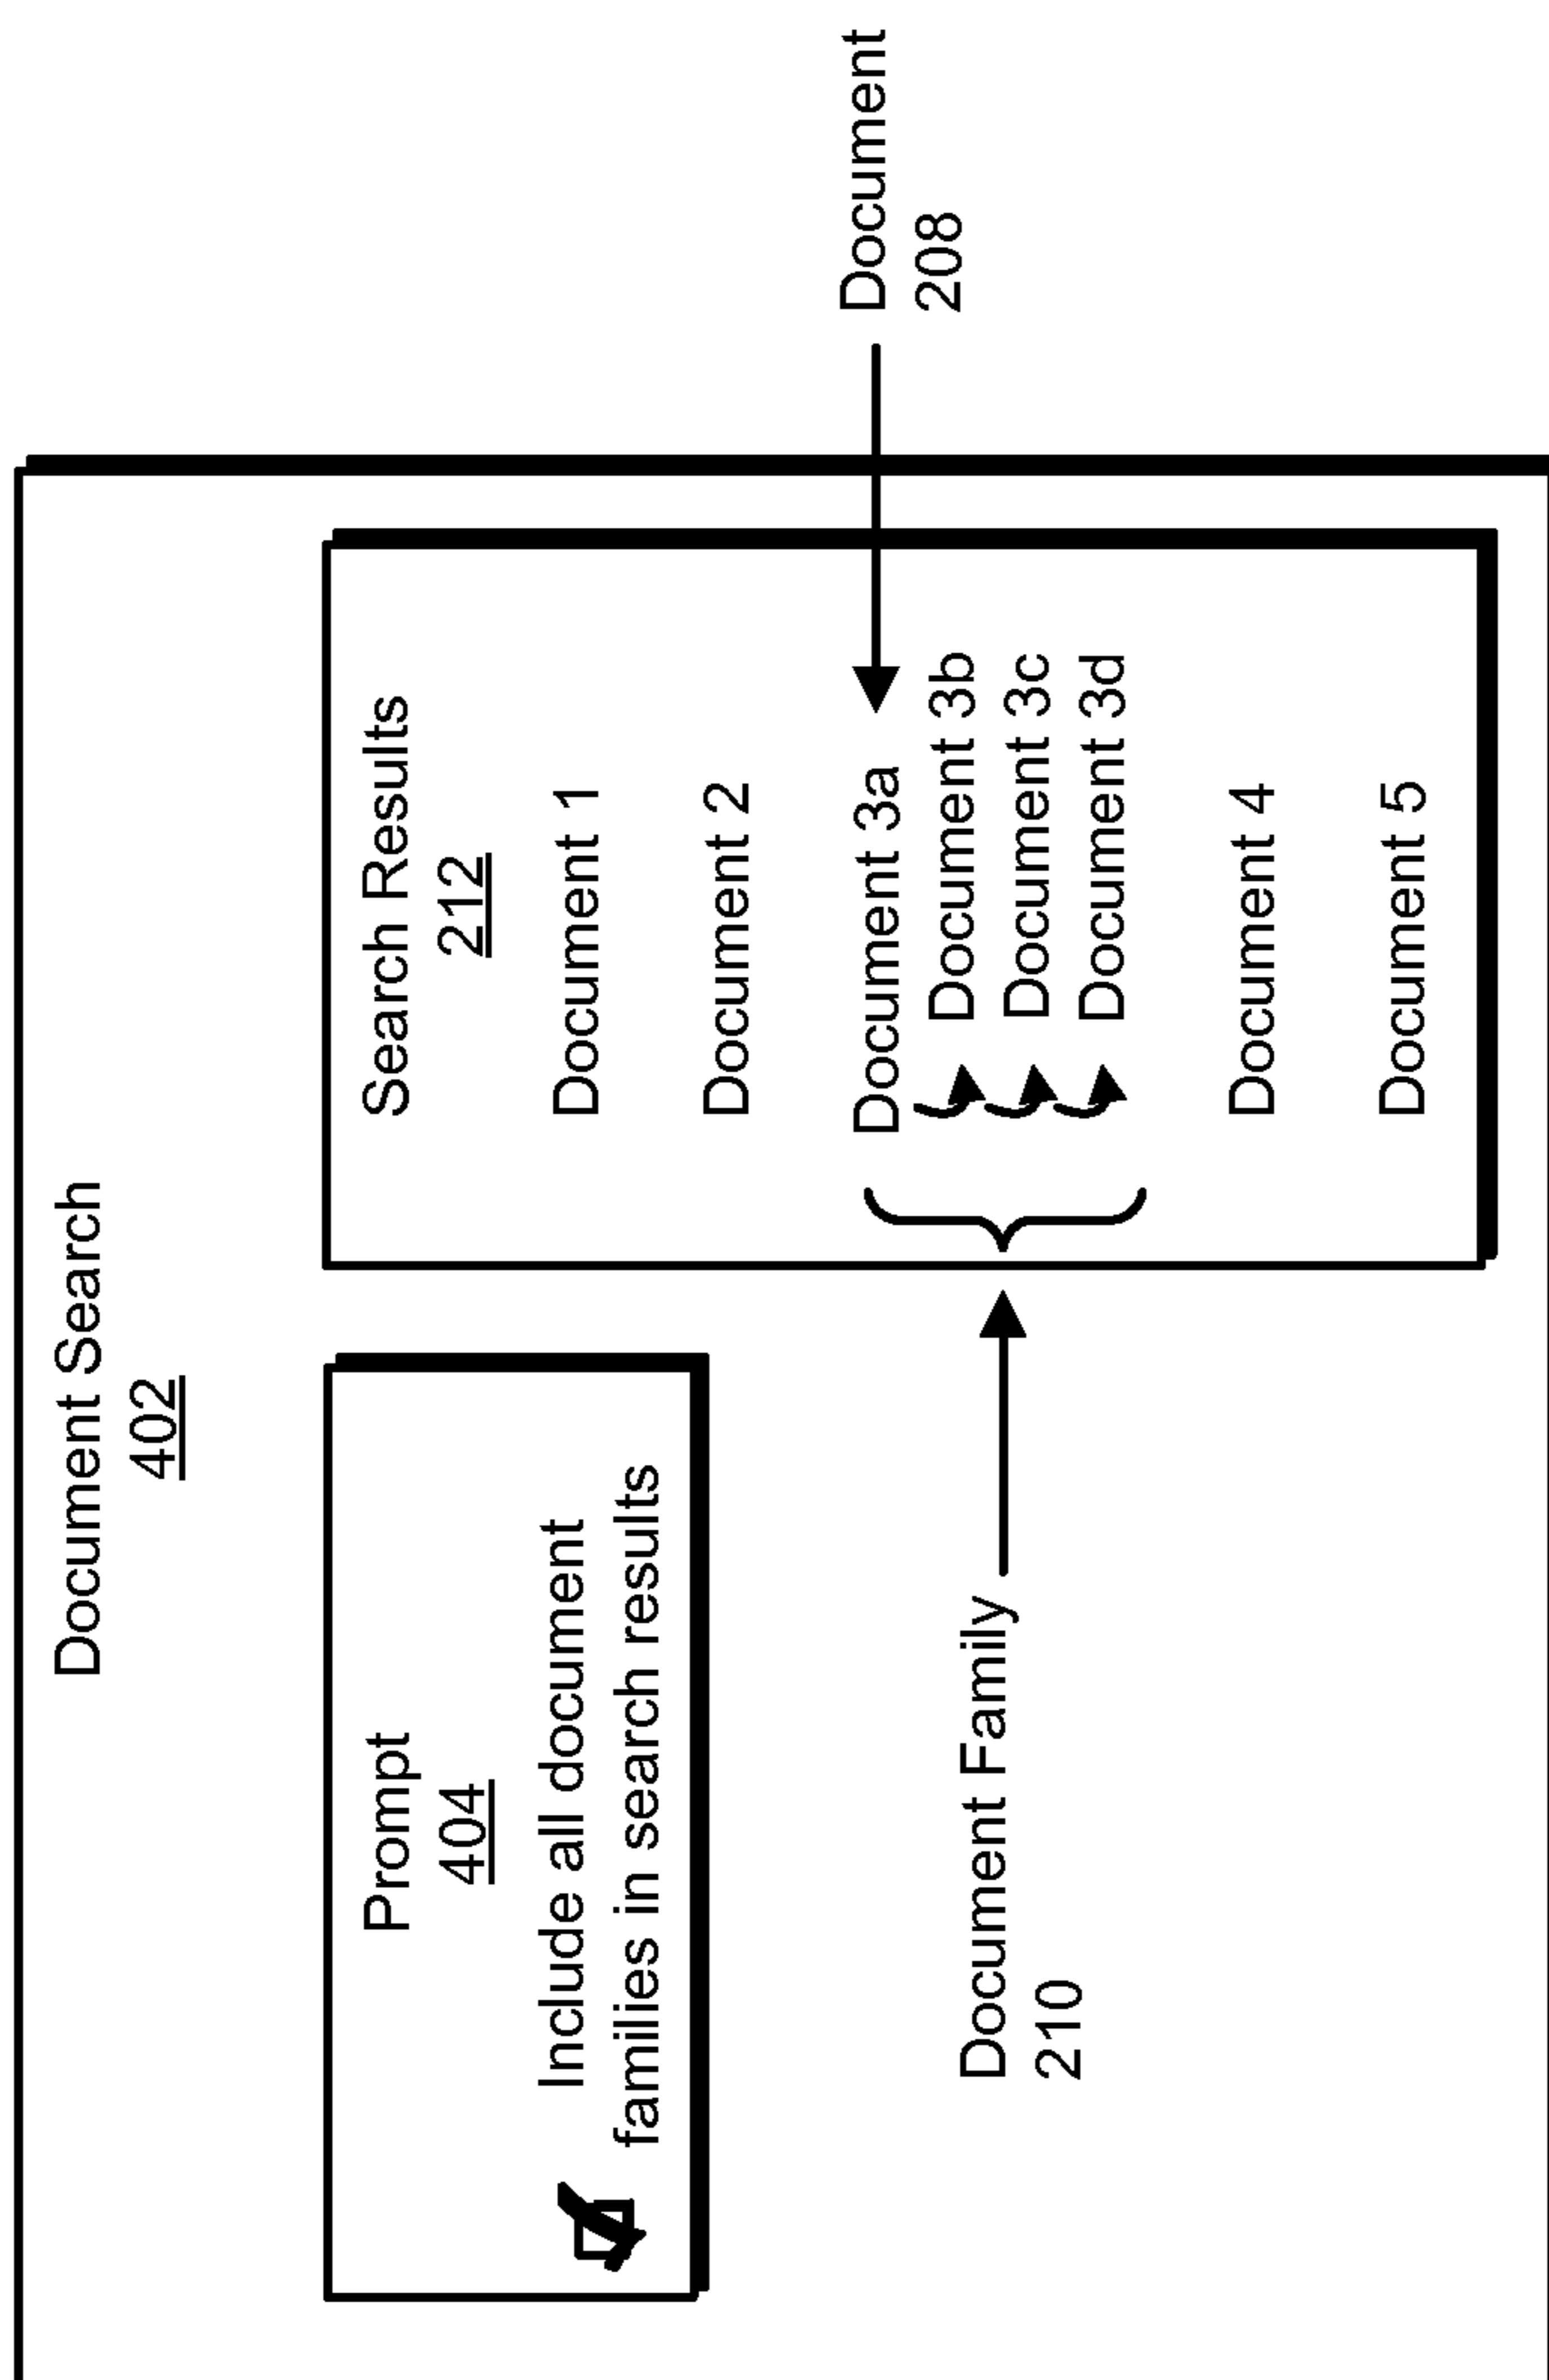 Document Search
402
Prompt
404
Include all document
families in search results
Search Results
212
Document 1
Document 2
Document 3a
Document 3b
Document 3c
Document 3d
Document 4
Document 5
Document
208
Document Family
210